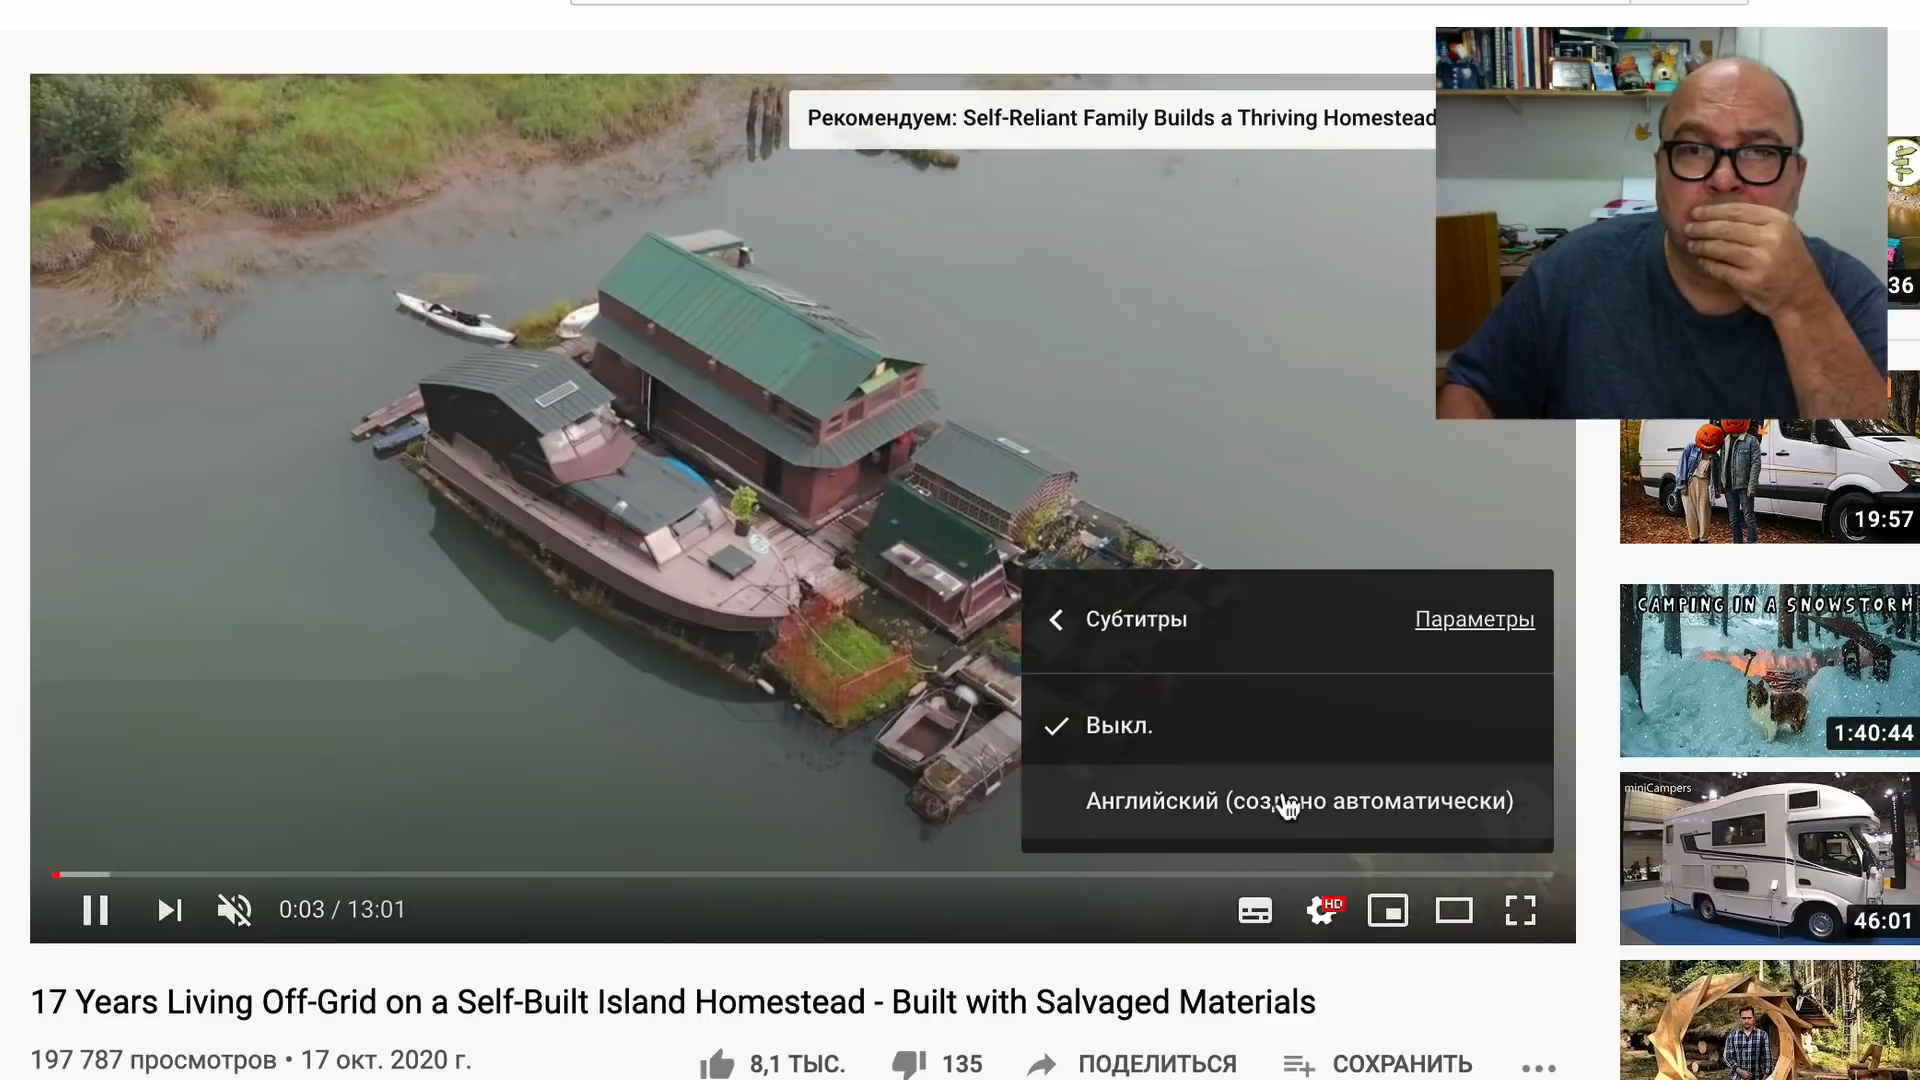 Рекомендуем: Self-Reliant Family Builds a Thriving Homestead
36
19:57
CAMPING IN A SNOWSTORM
1:40:44
miniCampers
46:01
Субтитры
Параметры
Выкл.
Английский (создано автоматически)
0:03 / 13:01
HD
17 Years Living Off-Grid on a Self-Built Island Homestead - Built with Salvaged Materials
197 787 просмотров • 17 окт. 2020 г.
8,1 ТЫС.
135
ПОДЕЛИТЬСЯ
СОХРАНИТЬ